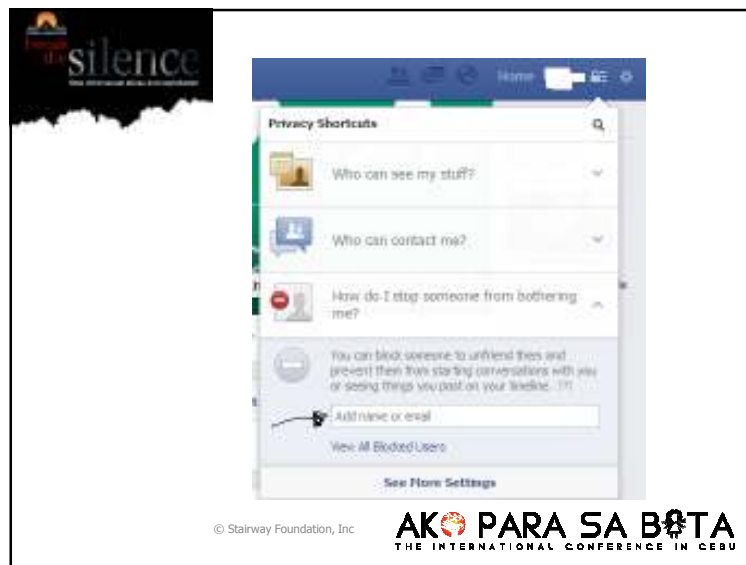 break
the
silence
Home
Privacy Shortcuts
Who can see my stuff?
Who can contact me?
How do I stop someone from bothering
me?
You can block someone to unfriend them and
prevent them from starting conversations with you
or seeing things you post on your timeline. [?]
Add name or email
View All Blocked Users
See More Settings
© Stairway Foundation, Inc
AKO PARA SA BATA
THE INTERNATIONAL CONFERENCE IN CEBU